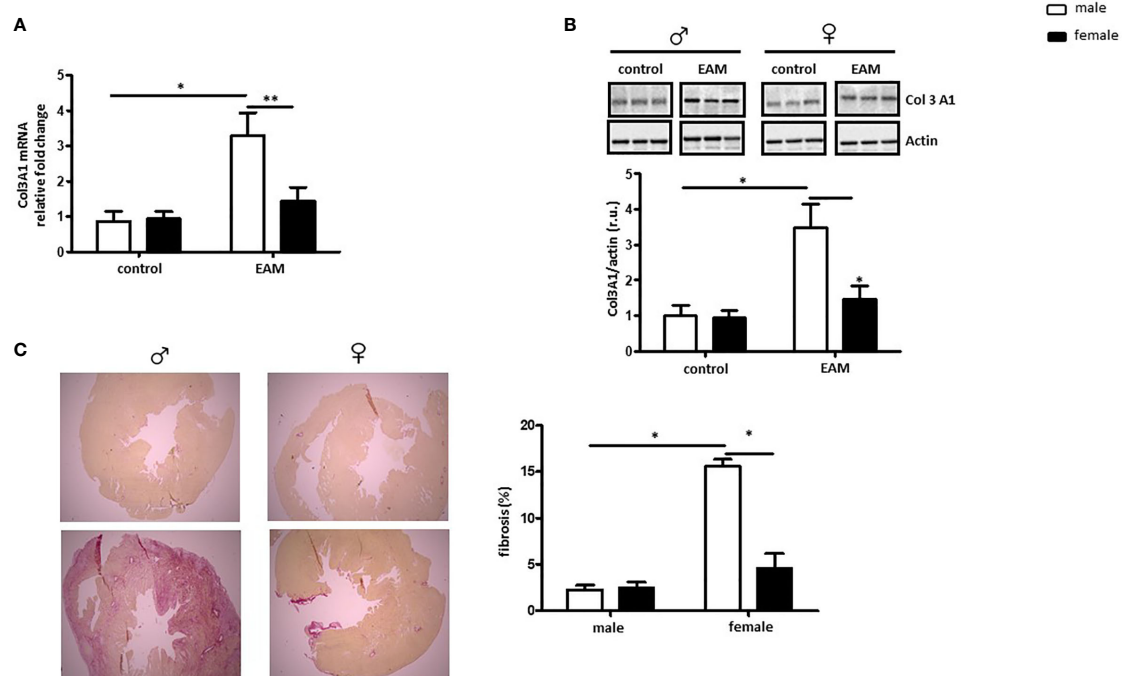 male
female
A
5
4
3
2
1
0
Col3A1 mRNA
relative fold change
*
**
control
EAM
B
♂
♀
control
EAM
control
EAM
Col 3 A1
Actin
5
4
3
2
1
0
Col3A1/actin (r.u.)
*
*
control
EAM
C
♂
♀
20
15
10
5
0
fibrosis (%)
*
*
male
female